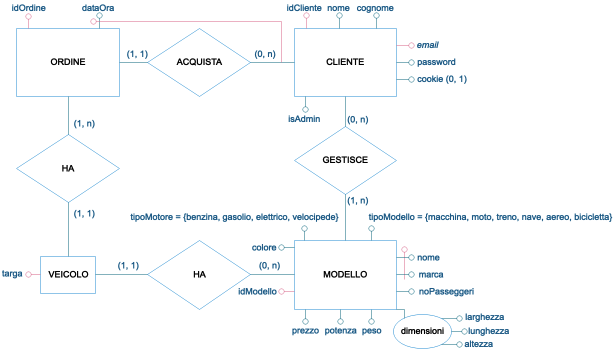 idOrdine dataOra idCliente nome cognome
email
ORDINE (1, 1) ACQUISTA (0, n) CLIENTE password
cookie (0, 1)
isAdmin
(1, n) (0, n)
HA GESTISCE
(1, 1) (1, n)
tipoMotore = {benzina, gasolio, elettrico, velocipede} tipoModello = {macchina, moto, treno, nave, aereo, bicicletta}
colore nome
targa VEICOLO (1, 1) HA (0, n) MODELLO marca
idModello noPasseggeri
prezzo potenza peso dimensioni larghezza
lunghezza
altezza